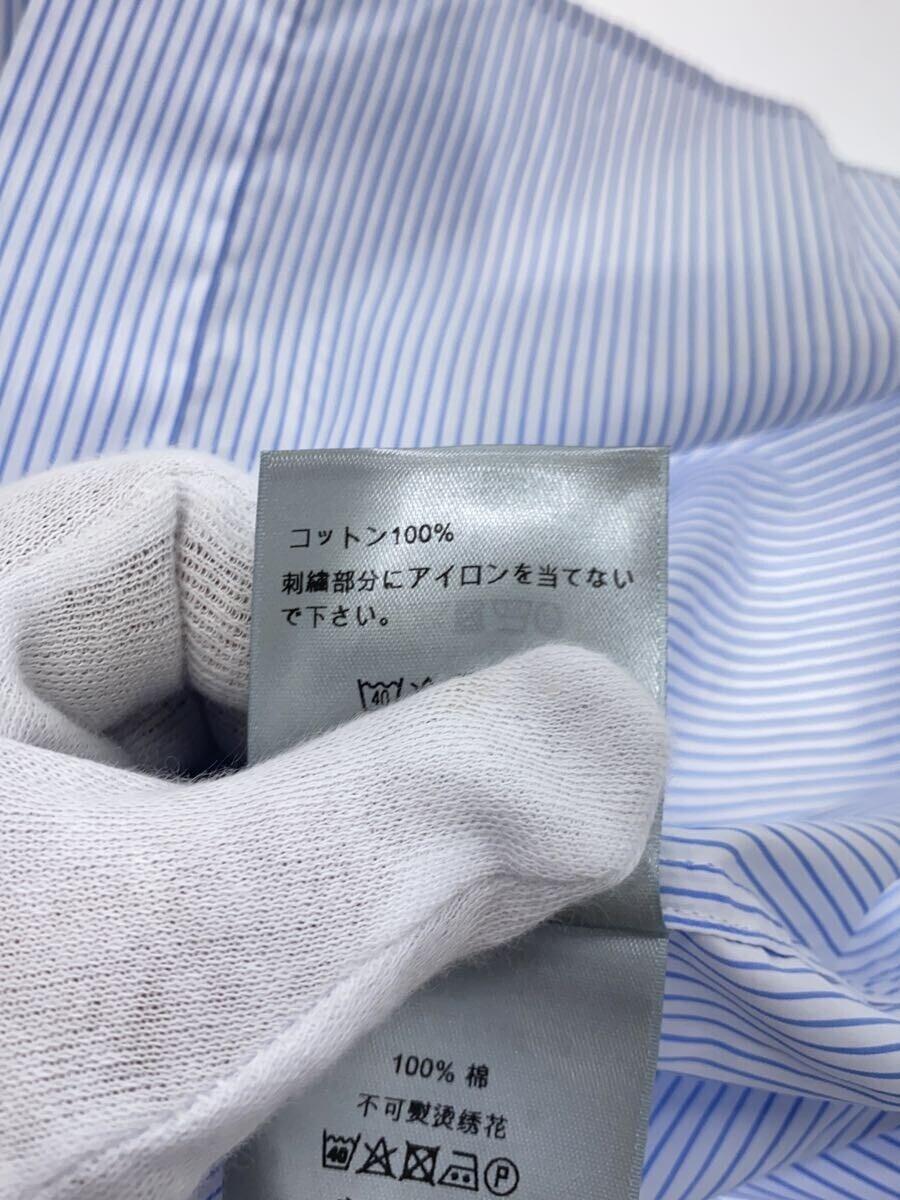 コットン100%
刺繍部分にアイロンを当てない
で下さい。
40
100% 棉
不可熨烫绣花
40 P